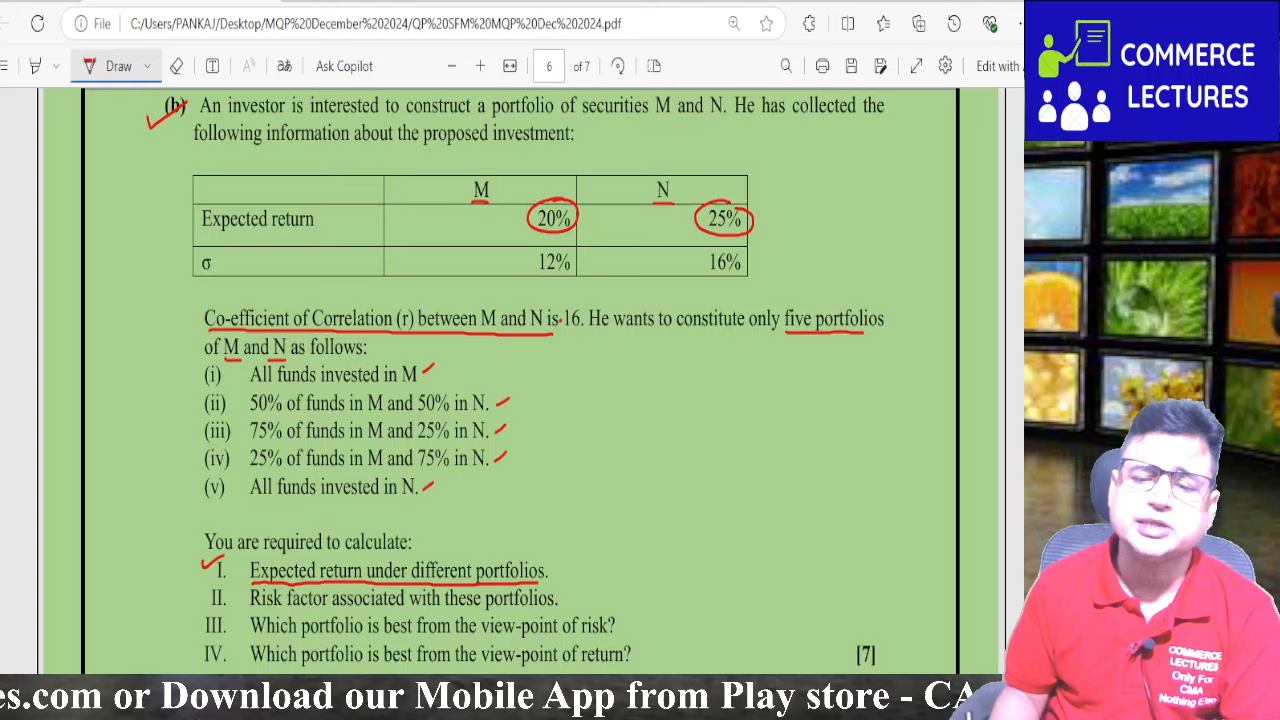 File
C:/Users/PANKAJ/Desktop/MQP%20December%202024/QP%20SFM%20MQP%20Dec%202024.pdf
Draw
Ask Copilot
6 of 7
Edit with
COMMERCE
LECTURES
(b) An investor is interested to construct a portfolio of securities M and N. He has collected the
following information about the proposed investment:
M N
Expected return 20% 25%
σ 12% 16%
Co-efficient of Correlation (r) between M and N is·16. He wants to constitute only five portfolios
of M and N as follows:
(i) All funds invested in M
(ii) 50% of funds in M and 50% in N.
(iii) 75% of funds in M and 25% in N.
(iv) 25% of funds in M and 75% in N.
(v) All funds invested in N.
You are required to calculate:
I. Expected return under different portfolios.
II. Risk factor associated with these portfolios.
III. Which portfolio is best from the view-point of risk?
IV. Which portfolio is best from the view-point of return? [7]
COMMERCE
LECTURES
Only For
CMA
es.com or Download our Mobile App from Play store - CA